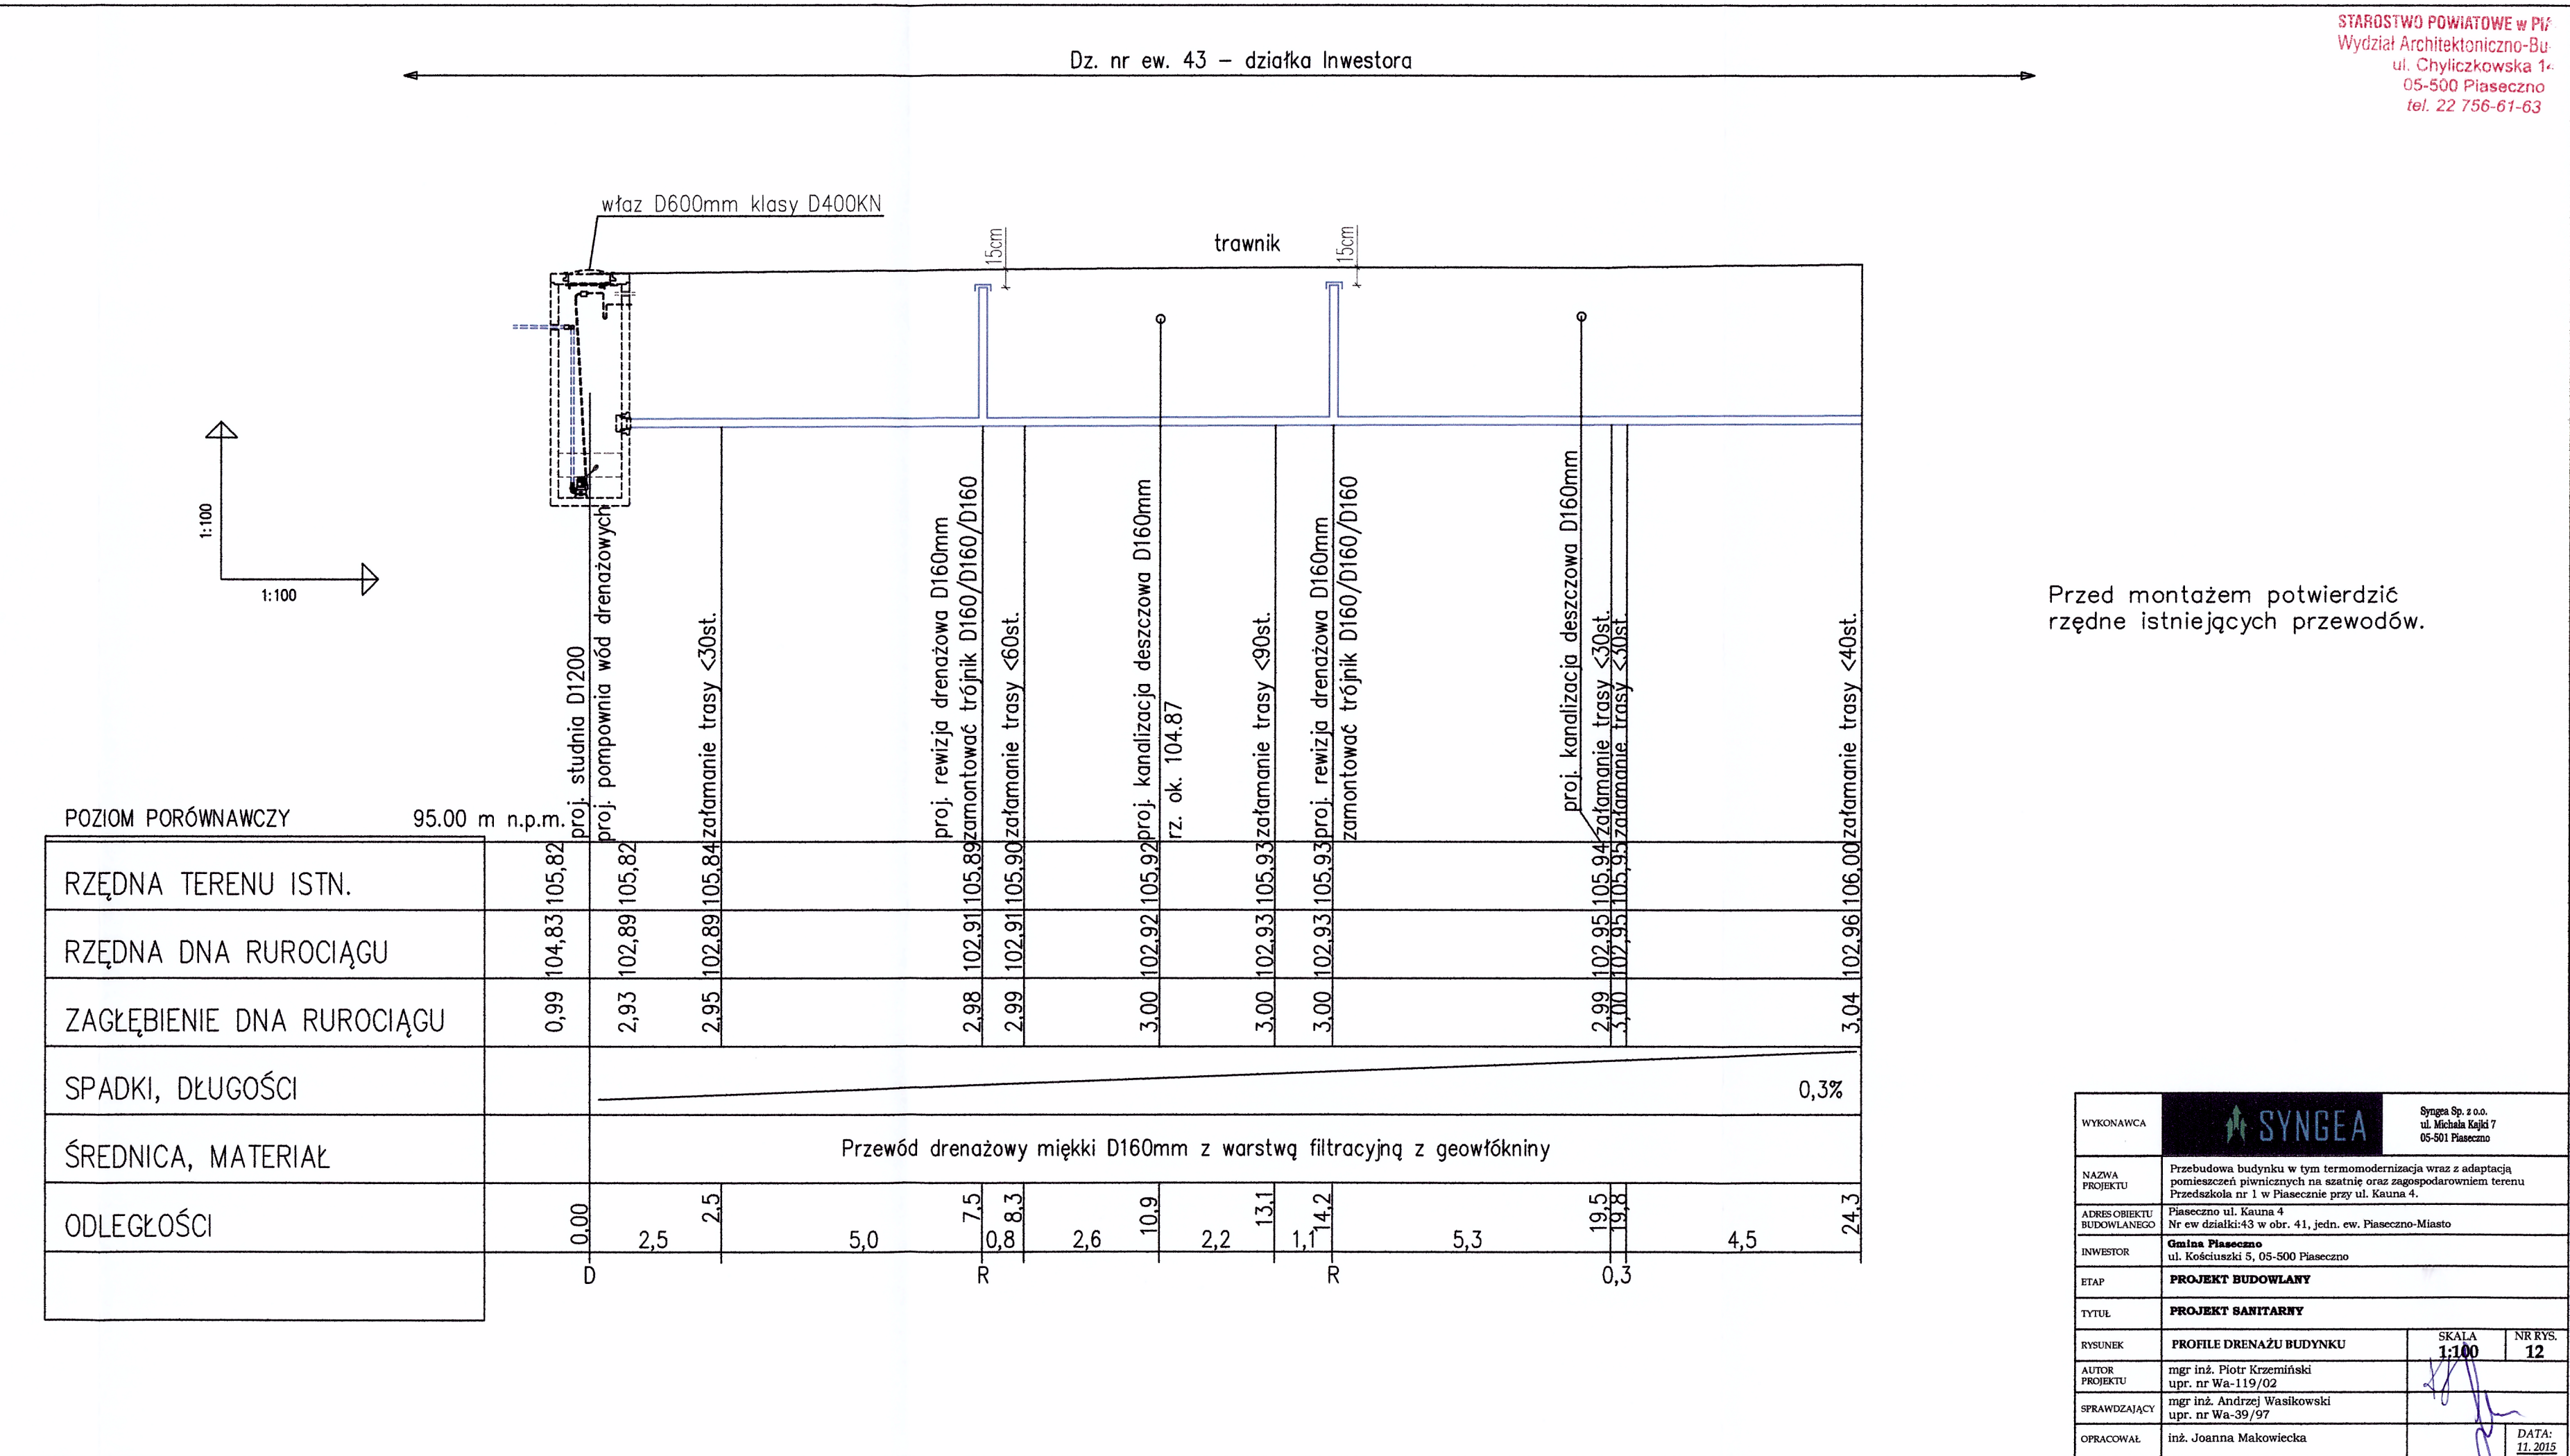 STAROSTWO POWIATOWE w
Wydział Architektoniczno-Bu
ul. Chyliczkowska
05-500 Piaseczno
tel. 22 756-61-63
Dz. nr ew. 43 – działka Inwestora
właz D600mm klasy D400KN
15cm
trawnik
15cm
1:100
1:100
Przed montażem potwierdzić
rzędne istniejących przewodów.
proj. studnia D1200
proj. pompownia wód drenażowych
załamanie trasy <30st.
proj. rewizja drenażowa D160mm
zamontować trójnik D160/D160/D160
załamanie trasy <60st.
proj. kanalizacja deszczowa D160mm
rz. ok. 104.87
załamanie trasy <90st.
proj. rewizja drenażowa D160mm
zamontować trójnik D160/D160/D160
proj. kanalizacja deszczowa D160mm
załamanie trasy <30st.
załamanie trasy <30st.
załamanie trasy <40st.
POZIOM PORÓWNAWCZY 95.00 m n.p.m.
RZĘDNA TERENU ISTN. 105,82 105,82 105,84 105,89 105,90 105,92 105,93 105,93 105,94 105,95 106,00
RZĘDNA DNA RUROCIĄGU 104,83 102,89 102,89 102,91 102,91 102,92 102,93 102,93 102,95 102,95 102,96
ZAGŁĘBIENIE DNA RUROCIĄGU 0,99 2,93 2,95 2,98 2,99 3,00 3,00 3,00 2,99 3,00 3,04
SPADKI, DŁUGOŚCI 0,3%
ŚREDNICA, MATERIAŁ Przewód drenażowy miękki D160mm z warstwą filtracyjną z geowłókniny
ODLEGŁOŚCI 0,00 2,5 7,5 8,3 10,9 13,1 14,2 19,5 19,8 24,3
2,5 5,0 0,8 2,6 2,2 1,1 5,3 4,5
D R R 0,3
WYKONAWCA SYNGEA
Syngea Sp. z o.o.
ul. Michała Kajki 7
05-501 Piaseczno
NAZWA PROJEKTU
Przebudowa budynku w tym termomodernizacja wraz z adaptacją
pomieszczeń piwnicznych na szatnię oraz zagospodarowniem terenu
Przedszkola nr 1 w Piasecznie przy ul. Kauna 4.
ADRES OBIEKTU BUDOWLANEGO
Piaseczno ul. Kauna 4
Nr ew działki:43 w obr. 41, jedn. ew. Piaseczno-Miasto
INWESTOR
Gmina Piaseczno
ul. Kościuszki 5, 05-500 Piaseczno
ETAP PROJEKT BUDOWLANY
TYTUŁ PROJEKT SANITARNY
RYSUNEK PROFILE DRENAŻU BUDYNKU
SKALA 1:100
NR RYS. 12
AUTOR PROJEKTU
mgr inż. Piotr Krzemiński
upr. nr Wa-119/02
SPRAWDZAJĄCY
mgr inż. Andrzej Wasikowski
upr. nr Wa-39/97
OPRACOWAŁ inż. Joanna Makowiecka
DATA:
11. 2015